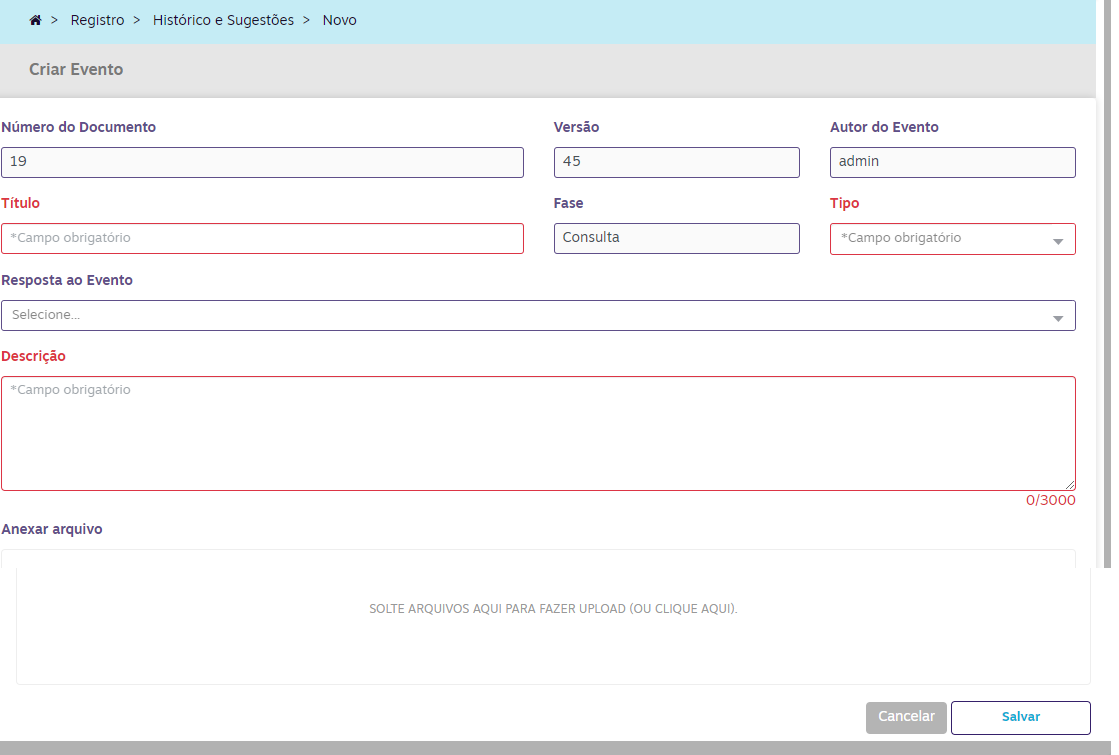 > Registro > Histórico e Sugestões > Novo
Criar Evento
Número do Documento Versão Autor do Evento
19 45 admin
Título Fase Tipo
*Campo obrigatório Consulta *Campo obrigatório
Resposta ao Evento
Selecione...
Descrição
*Campo obrigatório
0/3000
Anexar arquivo
SOLTE ARQUIVOS AQUI PARA FAZER UPLOAD (OU CLIQUE AQUI).
Cancelar Salvar